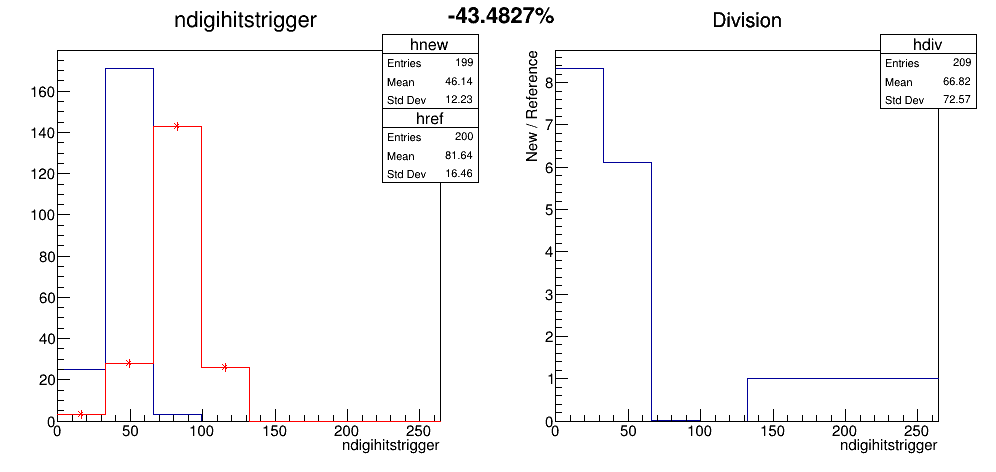 -43.4827%
ndigihitstrigger
hnew
Entries 199
Mean 46.14
Std Dev 12.23
href
Entries 200
Mean 81.64
Std Dev 16.46
160
140
120
100
80
60
40
20
0
0 50 100 150 200 250
ndigihitstrigger
Division
hdiv
Entries 209
Mean 66.82
Std Dev 72.57
New / Reference
8
7
6
5
4
3
2
1
0
0 50 100 150 200 250
ndigihitstrigger